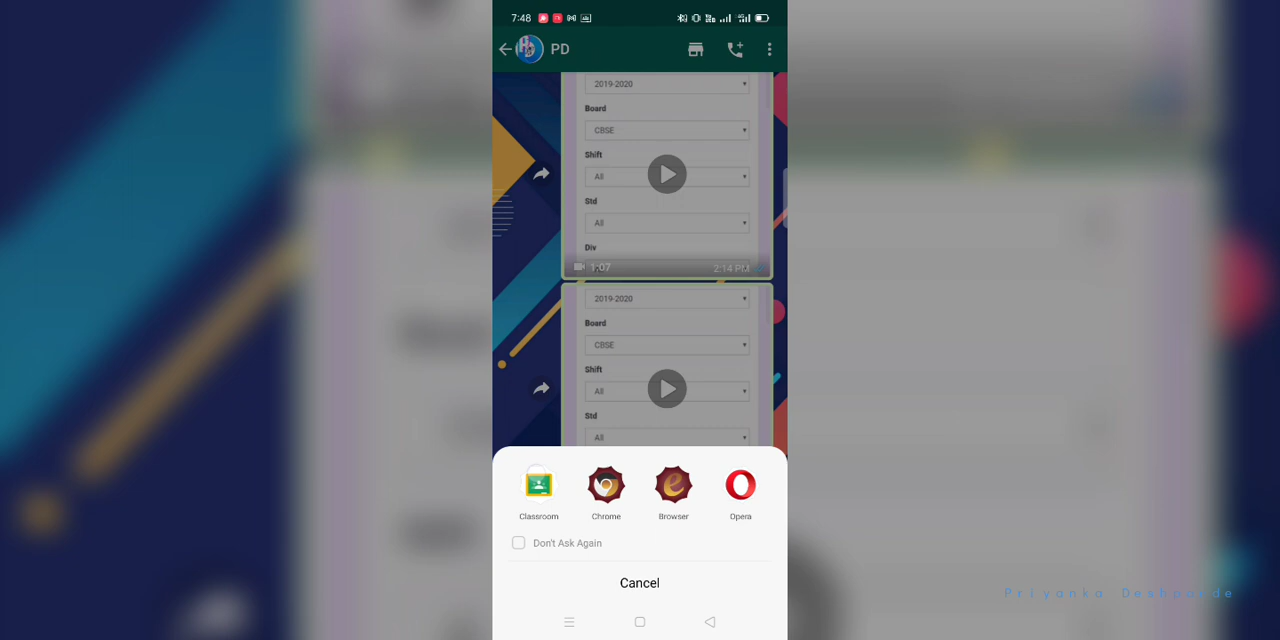 7:48
PD
2019-2020
Board
CBSE
Shift
All
Std
All
Div
1:07
2:14 PM
2019-2020
Board
CBSE
Shift
All
Std
All
Classroom
Chrome
Browser
Opera
Don't Ask Again
Cancel
Priyanka Deshpande